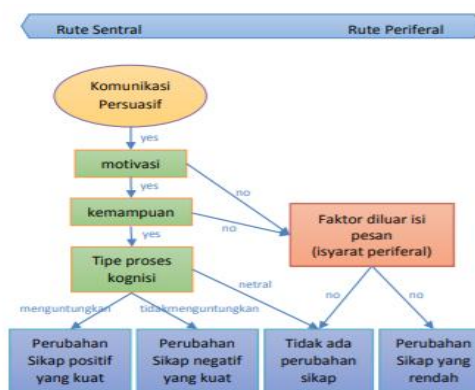 Rute Sentral
Rute Periferal
Komunikasi
Persuasif
yes
motivasi
yes
no
kemampuan
no
yes
Faktor diluar isi
pesan
(isyarat periferal)
Tipe proses
kognisi
netral
menguntungkan
tidakmenguntungkan
no
no
Perubahan
Sikap positif
yang kuat
Perubahan
Sikap negatif
yang kuat
Tidak ada
perubahan
sikap
Perubahan
Sikap yang
rendah